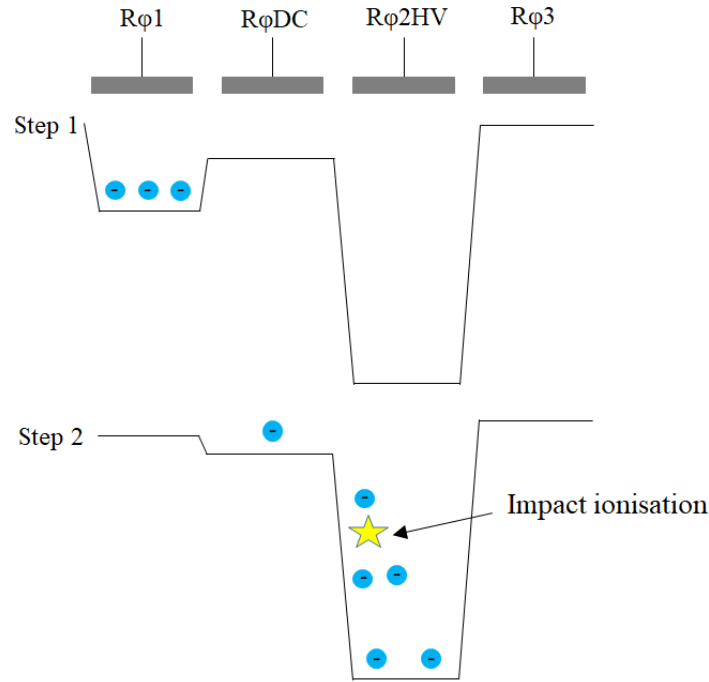 Rφ1 RφDC Rφ2HV Rφ3
Step 1
- - -
Step 2
-
-
Impact ionisation
- -
- -